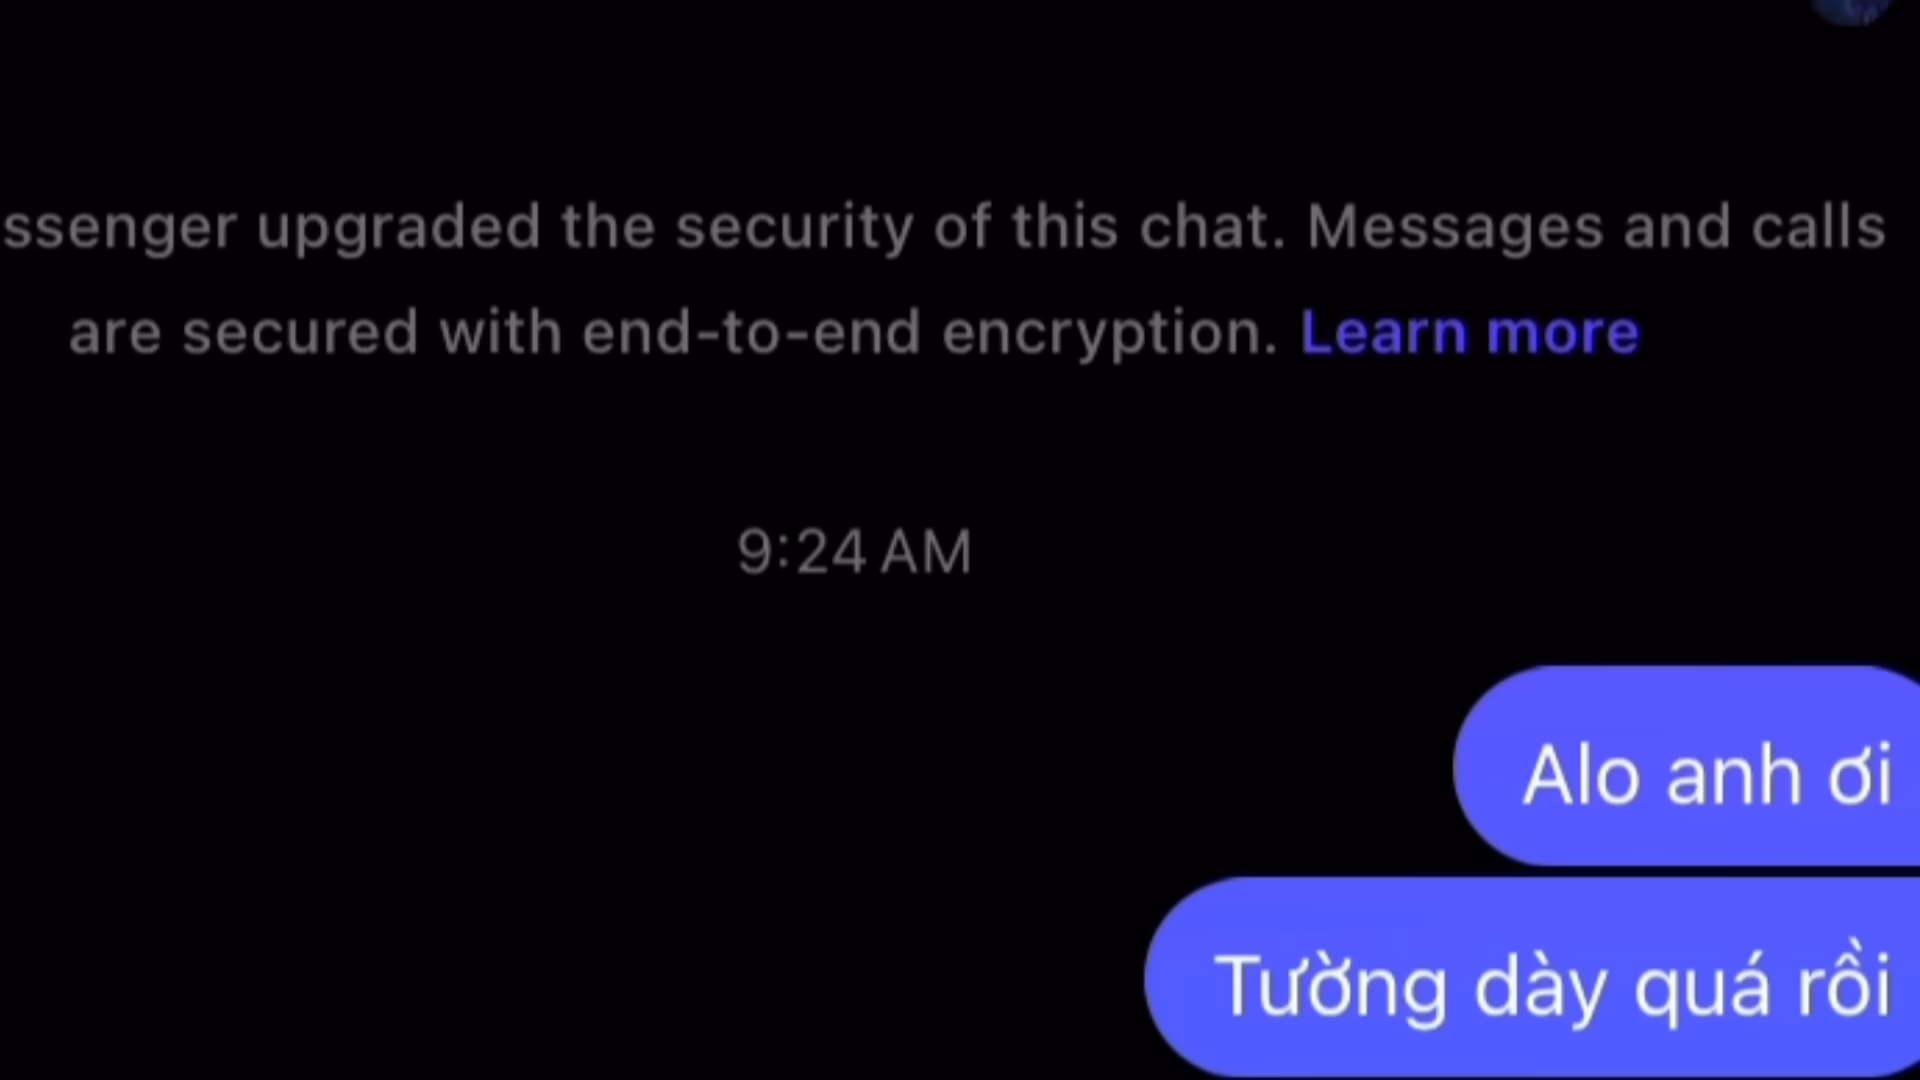 ssenger upgraded the security of this chat. Messages and calls
are secured with end-to-end encryption. Learn more
9:24 AM
Alo anh ơi
Tường dày quá rồi